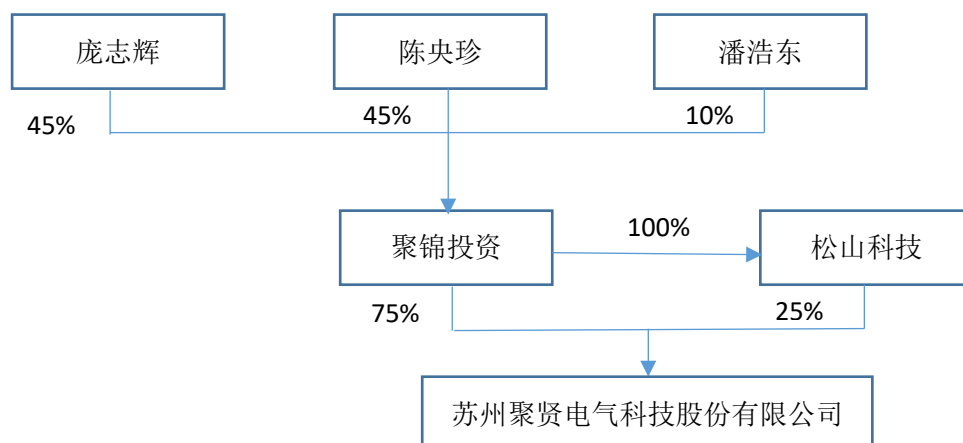 庞志辉
陈央珍
潘浩东
45%
45%
10%
聚锦投资
100%
松山科技
75%
25%
苏州聚贤电气科技股份有限公司